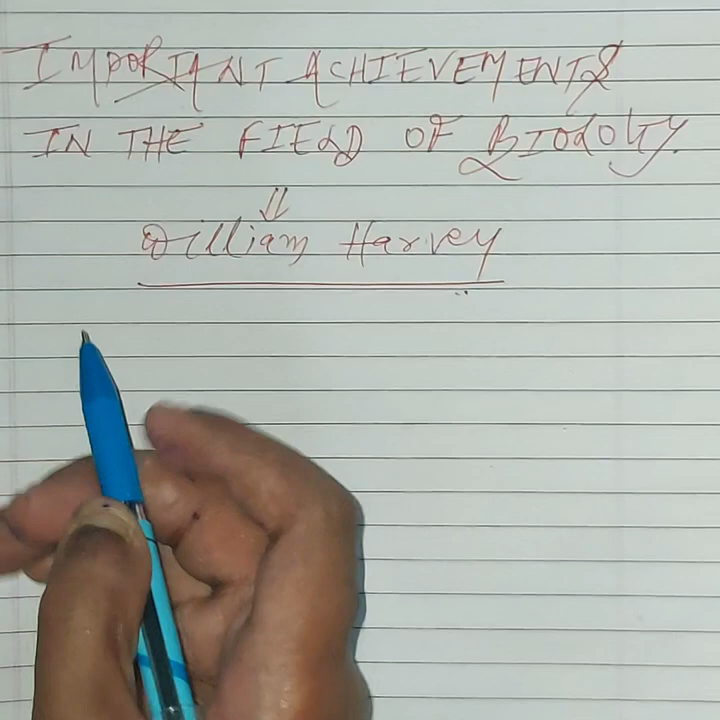 IMPORTANT ACHIEVEMENTS
IN THE FIELD OF BIOLOGY.
⇓
William Harvey